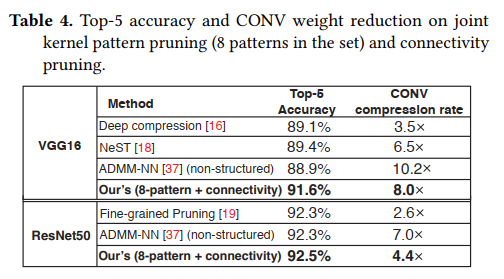 Table 4. Top-5 accuracy and CONV weight reduction on joint
kernel pattern pruning (8 patterns in the set) and connectivity
pruning.
Method Top-5 Accuracy CONV compression rate
VGG16
Deep compression [16] 89.1% 3.5×
NeST [18] 89.4% 6.5×
ADMM-NN [37] (non-structured) 88.9% 10.2×
Our's (8-pattern + connectivity) 91.6% 8.0×
ResNet50
Fine-grained Pruning [19] 92.3% 2.6×
ADMM-NN [37] (non-structured) 92.3% 7.0×
Our's (8-pattern + connectivity) 92.5% 4.4×